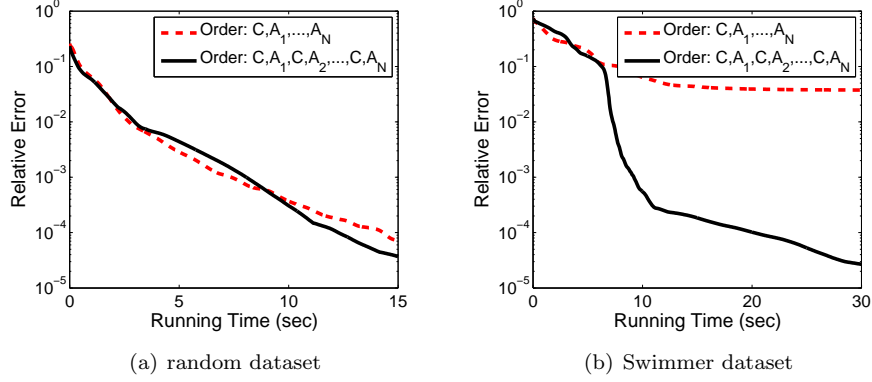 10^0
10^-1
10^-2
10^-3
10^-4
10^-5
Relative Error
Order: C,A_1,...,A_N
Order: C,A_1,C,A_2,...,C,A_N
0 5 10 15
Running Time (sec)
(a) random dataset
10^0
10^-1
10^-2
10^-3
10^-4
10^-5
Relative Error
Order: C,A_1,...,A_N
Order: C,A_1,C,A_2,...,C,A_N
0 10 20 30
Running Time (sec)
(b) Swimmer dataset